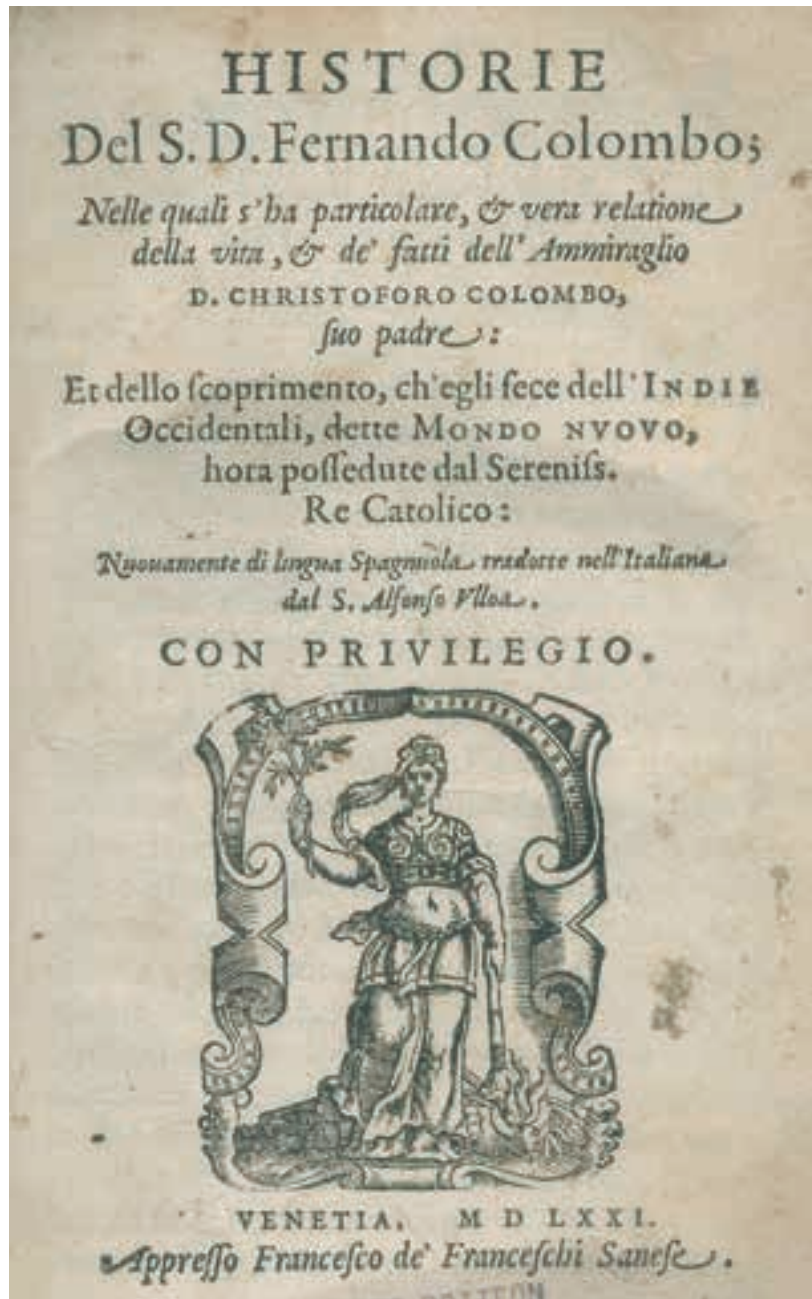 HISTORIE
Del S. D. Fernando Colombo;
Nelle quali s'ha particolare, & vera relatione
della vita, & de' fatti dell'Ammiraglio
D. CHRISTOFORO COLOMBO,
ſuo padre:
Et dello ſcoprimento, ch'egli fece dell'INDIE
Occidentali, dette MONDO NVOVO,
hora poſſedute dal Sereniſs.
Re Catolico:
Nuouamente di lingua Spagnuola tradotte nell'Italiana
dal S. Alfonſo Vlloa.
CON PRIVILEGIO.
VENETIA, M D LXXI.
Appreſſo Franceſco de' Franceſchi Saneſe.